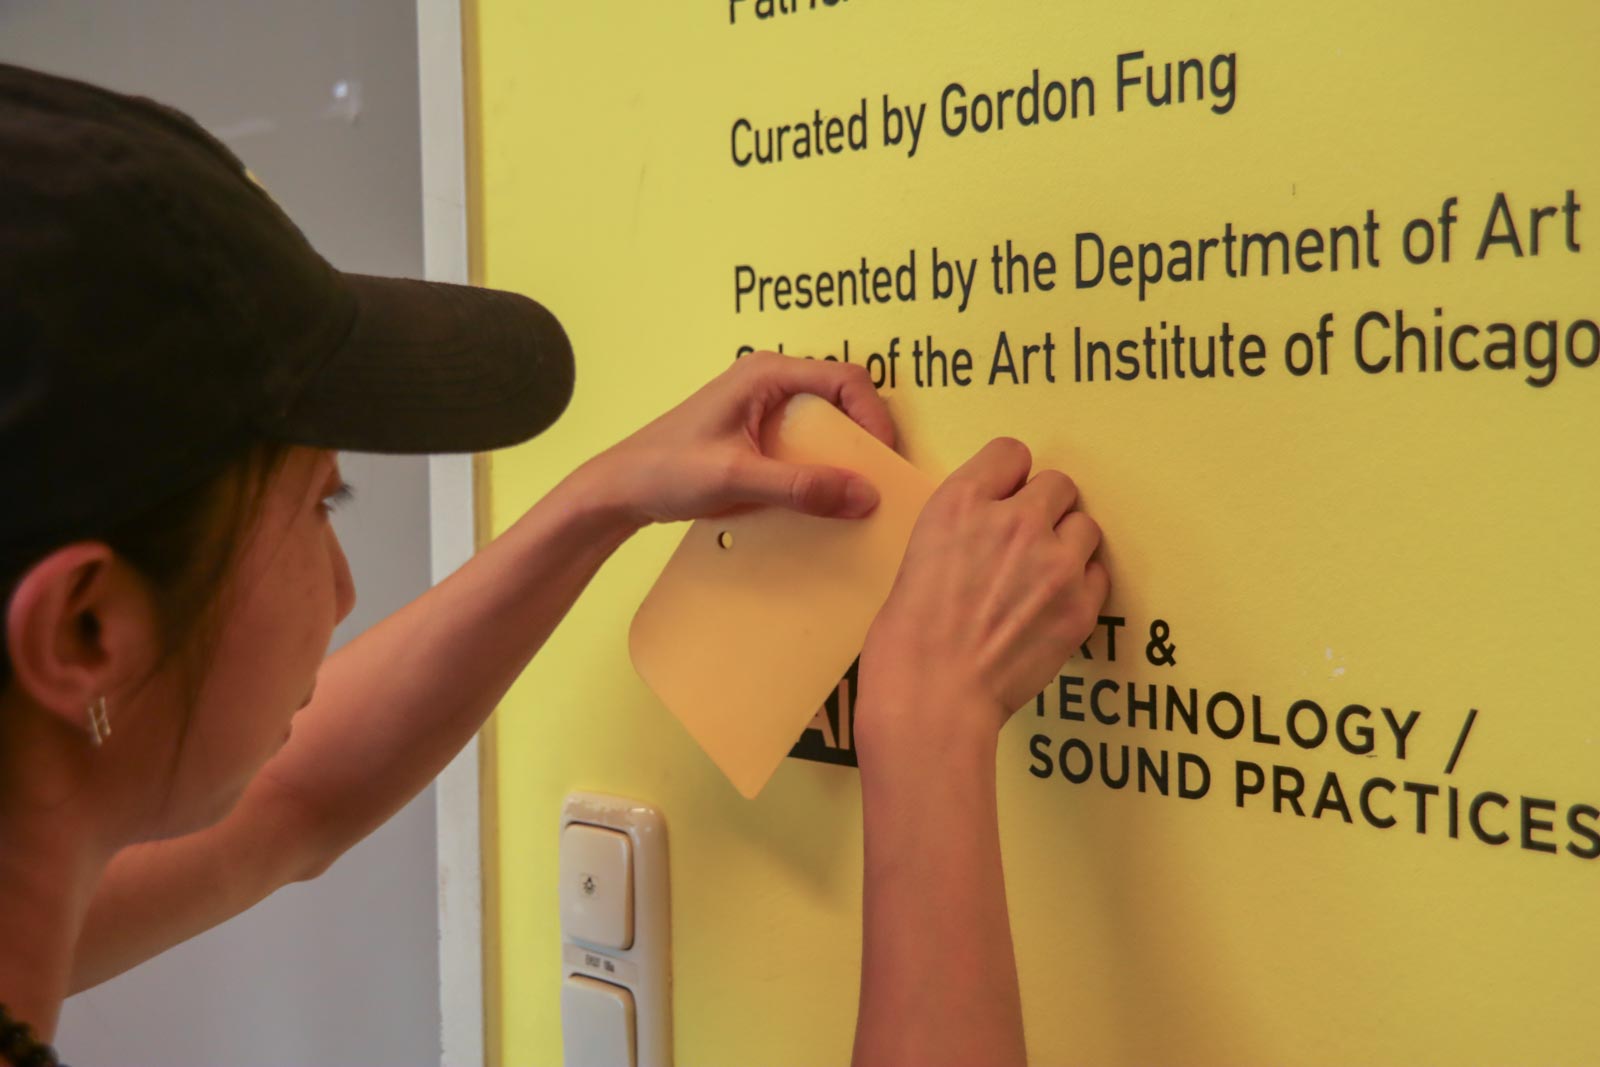 Curated by Gordon Fung
Presented by the Department of Art
School of the Art Institute of Chicago
&
TECHNOLOGY /
SOUND PRACTICES